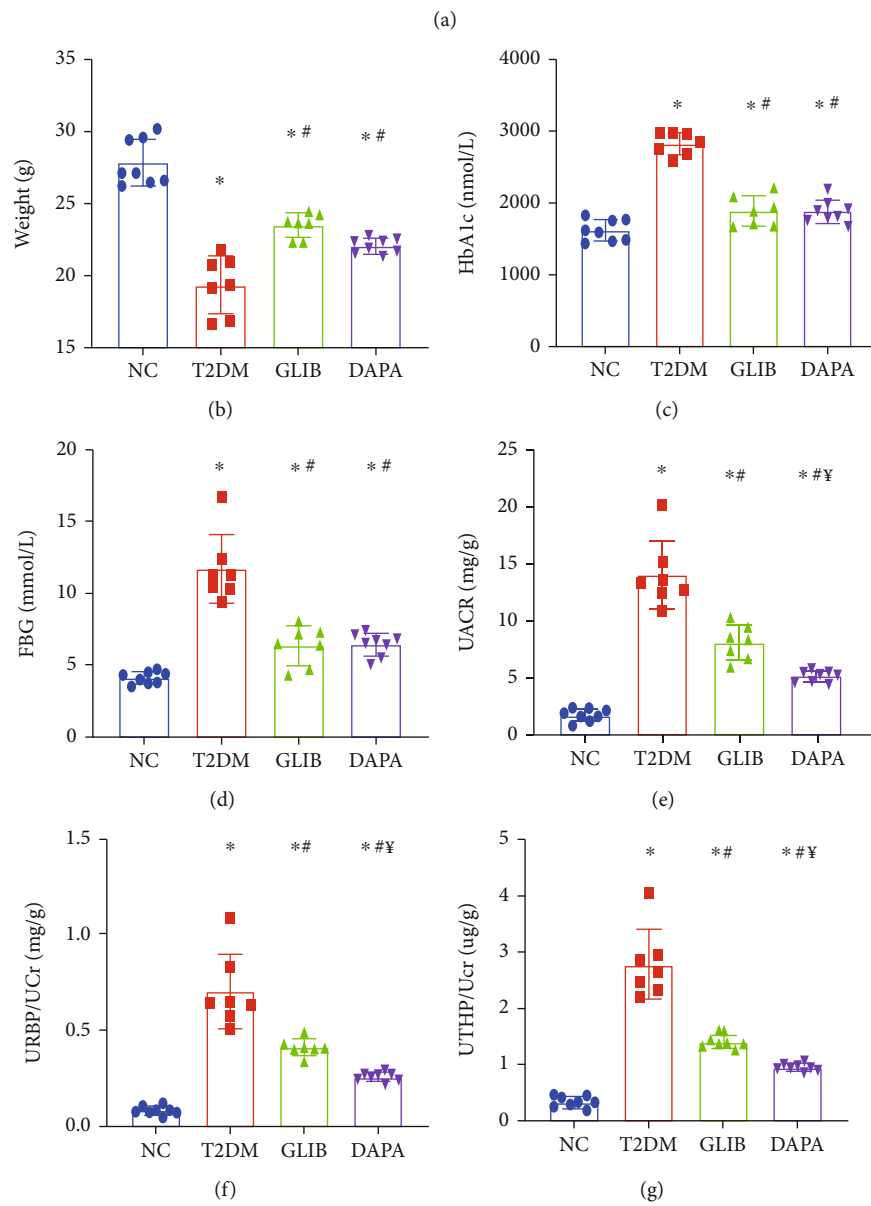 (a)
Weight (g)
35
30
25
20
15
*
* #
* #
NC T2DM GLIB DAPA
(b)
HbA1c (nmol/L)
4000
3000
2000
1000
0
*
* #
* #
NC T2DM GLIB DAPA
(c)
FBG (mmol/L)
20
15
10
5
0
*
* #
* #
NC T2DM GLIB DAPA
(d)
UACR (mg/g)
25
20
15
10
5
0
*
*#
* #¥
NC T2DM GLIB DAPA
(e)
URBP/UCr (mg/g)
1.5
1.0
0.5
0.0
*
*#
* #¥
NC T2DM GLIB DAPA
(f)
UTHP/Ucr (ug/g)
5
4
3
2
1
0
*
*#
* #¥
NC T2DM GLIB DAPA
(g)